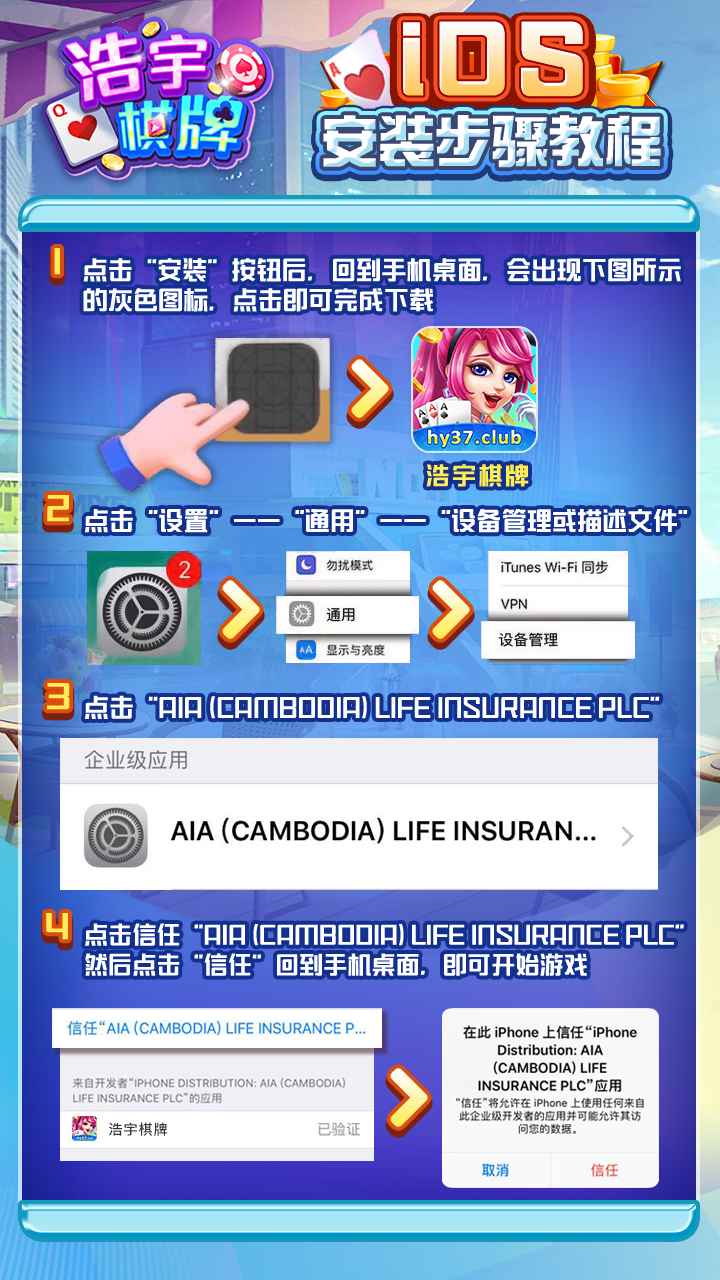 浩宇
棋牌
iOS
安装步骤教程
1 点击“安装”按钮后，回到手机桌面，会出现下图所示
的灰色图标，点击即可完成下载
hy37.club
浩宇棋牌
2 点击“设置”——“通用”——“设备管理或描述文件”
2
勿扰模式
通用
显示与亮度
iTunes Wi-Fi 同步
VPN
设备管理
3 点击“AIA (CAMBODIA) LIFE INSURANCE PLC”
企业级应用
AIA (CAMBODIA) LIFE INSURAN...
4 点击信任“AIA (CAMBODIA) LIFE INSURANCE PLC”
然后点击“信任”回到手机桌面，即可开始游戏
信任“AIA (CAMBODIA) LIFE INSURANCE P...
来自开发者“IPHONE DISTRIBUTION: AIA (CAMBODIA)
LIFE INSURANCE PLC”的应用
浩宇棋牌 已验证
在此 iPhone 上信任“iPhone
Distribution: AIA
(CAMBODIA) LIFE
INSURANCE PLC”应用
“信任”将允许在 iPhone 上使用任何来自
此企业级开发者的应用并可能允许其访
问您的数据。
取消 信任